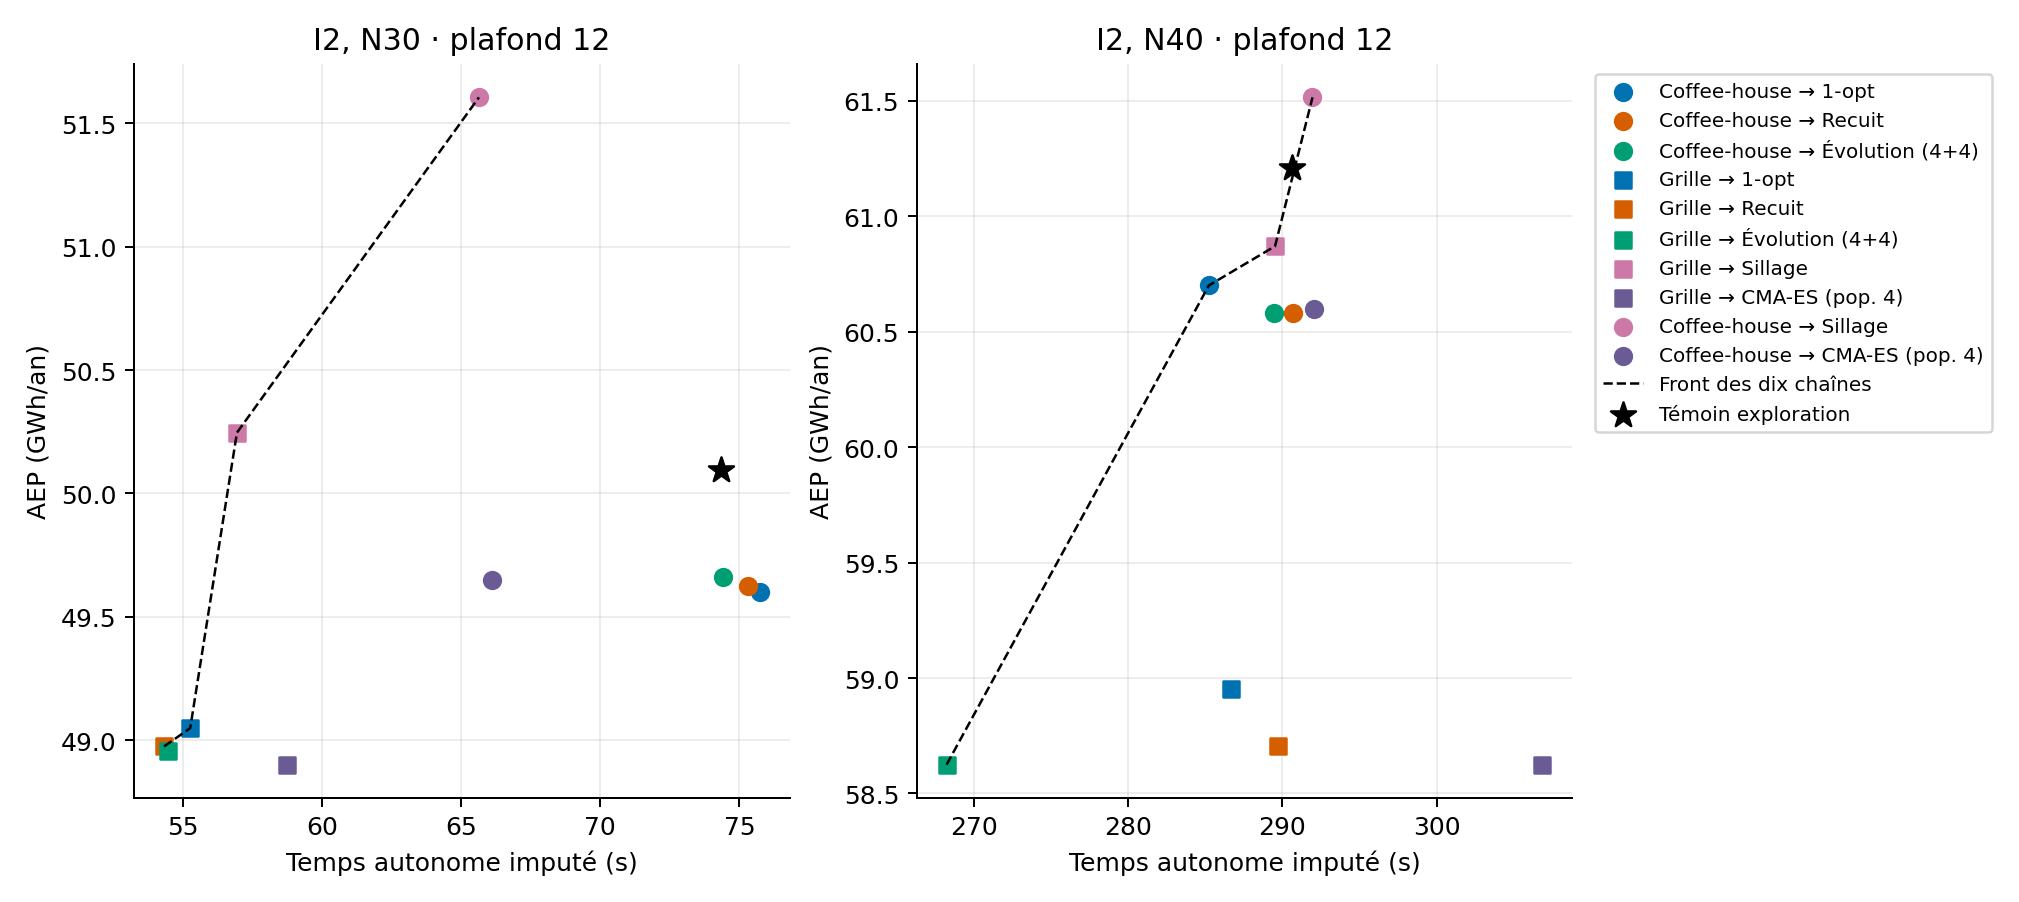 I2, N30 · plafond 12
51.5
51.0
50.5
50.0
49.5
49.0
AEP (GWh/an)
55 60 65 70 75
Temps autonome imputé (s)
I2, N40 · plafond 12
61.5
61.0
60.5
60.0
59.5
59.0
58.5
AEP (GWh/an)
270 280 290 300
Temps autonome imputé (s)
Coffee-house → 1-opt
Coffee-house → Recuit
Coffee-house → Évolution (4+4)
Grille → 1-opt
Grille → Recuit
Grille → Évolution (4+4)
Grille → Sillage
Grille → CMA-ES (pop. 4)
Coffee-house → Sillage
Coffee-house → CMA-ES (pop. 4)
Front des dix chaînes
Témoin exploration